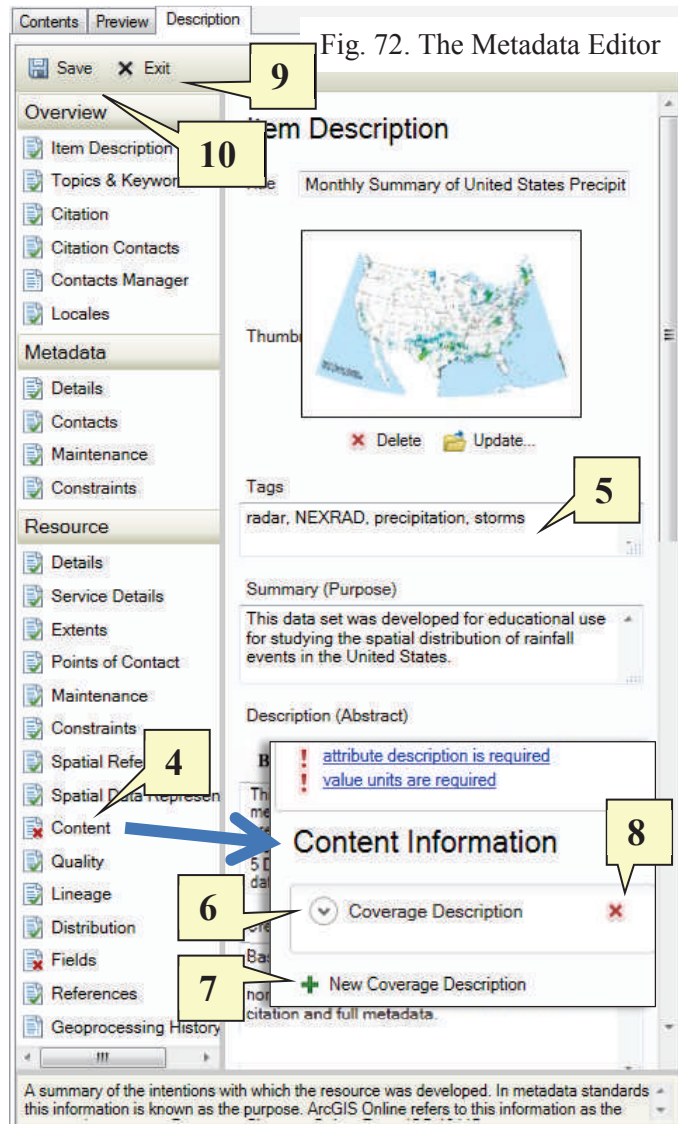 Contents Preview Description
Fig. 72. The Metadata Editor
Save Exit
9
10
Overview
Item Description
Topics &
Citation
Citation Contacts
Contacts Manager
Locales
Metadata
Details
Contacts
Maintenance
Constraints
Resource
Details
Service Details
Extents
Points of Contact
Maintenance
Constraints
Spatial
4
Spatial Data
Content
Quality
Lineage
Distribution
Fields
References
Geoprocessing History
Item Description
Monthly Summary of United States Precipit
Delete Update...
Tags
5
radar, NEXRAD, precipitation, storms
Summary (Purpose)
This data set was developed for educational use
for studying the spatial distribution of rainfall
events in the United States.
Description (Abstract)
B
attribute description is required
value units are required
Content Information
8
6
Coverage Description
7
New Coverage Description
citation and full metadata.
A summary of the intentions with which the resource was developed. In metadata standards
this information is known as the purpose. ArcGIS Online refers to this information as the